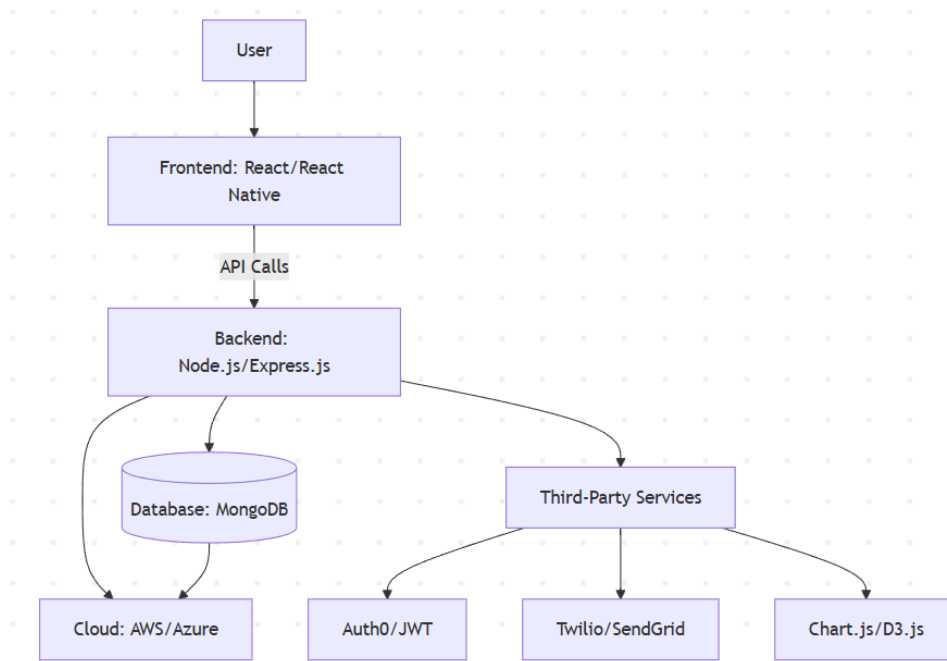 User
Frontend: React/React
Native
API Calls
Backend:
Node.js/Express.js
Database: MongoDB
Third-Party Services
Cloud: AWS/Azure
Auth0/JWT
Twilio/SendGrid
Chart.js/D3.js